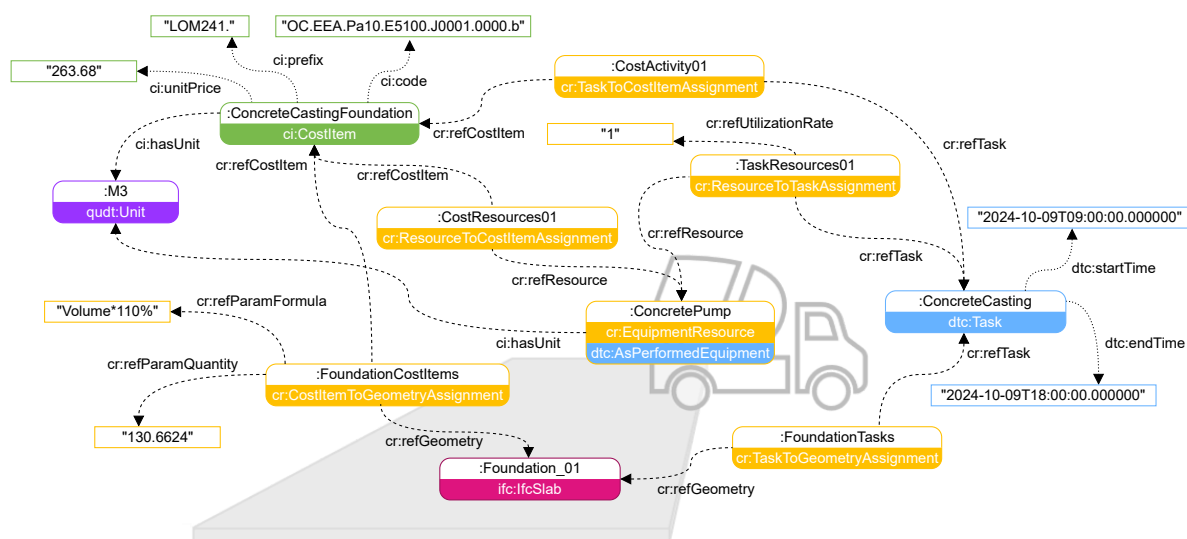 "LOM241."
"OC.EEA.Pa10.E5100.J0001.0000.b"
ci:prefix
"263.68"
ci:unitPrice
ci:code
:CostActivity01
cr:TaskToCostItemAssignment
:ConcreteCastingFoundation
ci:CostItem
cr:refCostItem
"1"
cr:refUtilizationRate
cr:refTask
ci:hasUnit
cr:refCostItem
cr:refCostItem
:TaskResources01
cr:ResourceToTaskAssignment
:M3
qudt:Unit
:CostResources01
cr:ResourceToCostItemAssignment
"2024-10-09T09:00:00.000000"
cr:refResource
cr:refTask
dtc:startTime
cr:refResource
cr:refParamFormula
"Volume*110%"
:ConcretePump
cr:EquipmentResource
dtc:AsPerformedEquipment
:ConcreteCasting
dtc:Task
ci:hasUnit
dtc:endTime
cr:refTask
cr:refParamQuantity
:FoundationCostItems
cr:CostItemToGeometryAssignment
"2024-10-09T18:00:00.000000"
"130.6624"
cr:refGeometry
:FoundationTasks
cr:TaskToGeometryAssignment
:Foundation_01
ifc:IfcSlab
cr:refGeometry